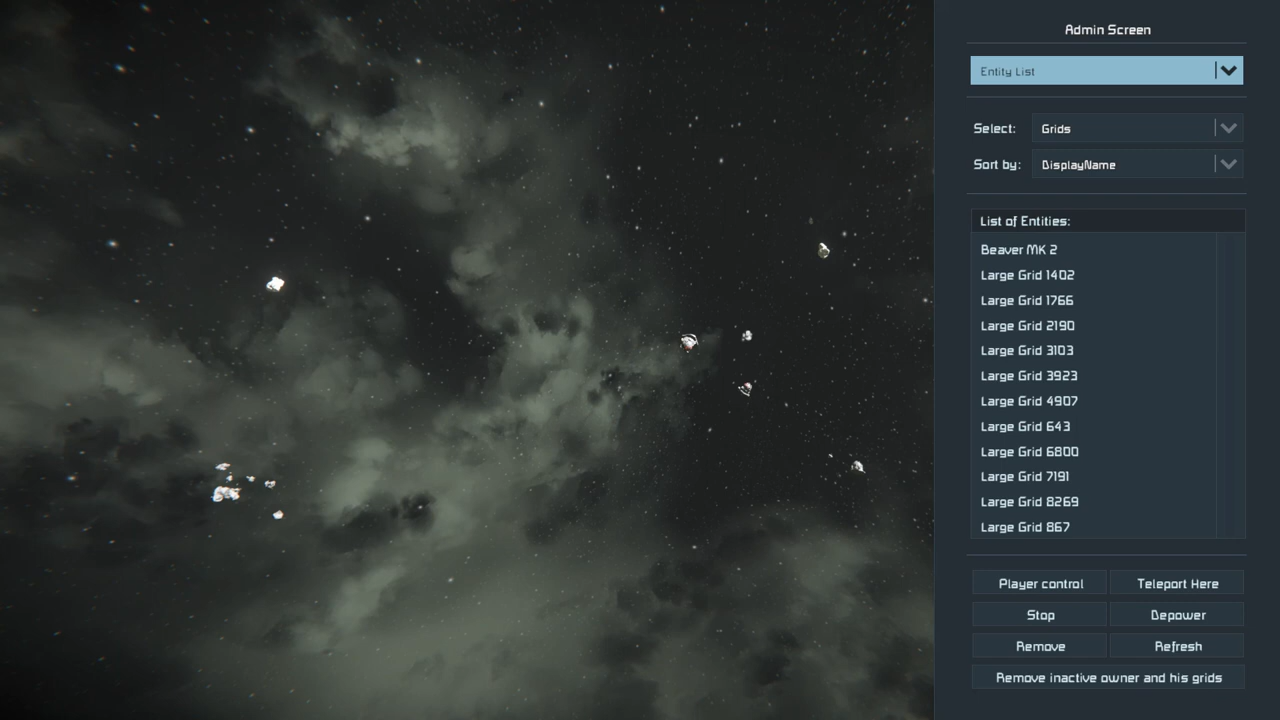 Admin Screen
Entity List
Select: Grids
Sort by: DisplayName
List of Entities:
Beaver MK 2
Large Grid 1402
Large Grid 1766
Large Grid 2190
Large Grid 3103
Large Grid 3923
Large Grid 4907
Large Grid 643
Large Grid 6800
Large Grid 7191
Large Grid 8269
Large Grid 867
Player control Teleport Here
Stop Depower
Remove Refresh
Remove inactive owner and his grids